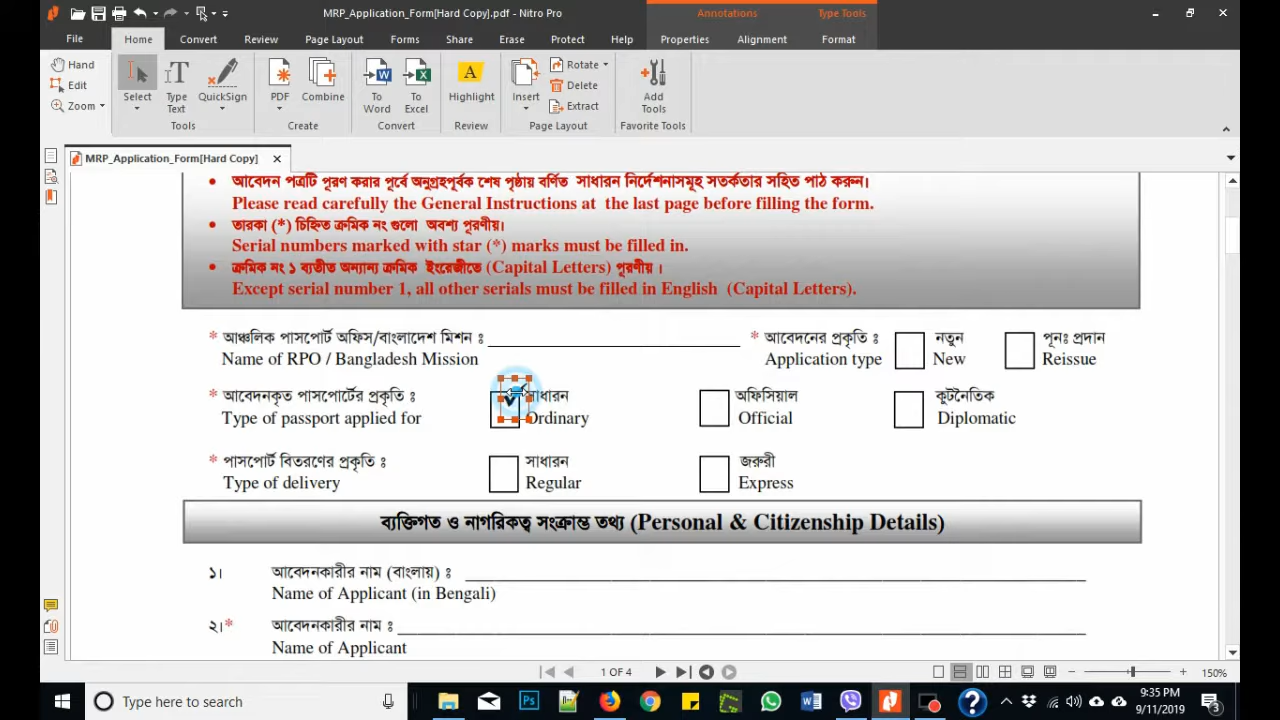 MRP_Application_Form[Hard Copy].pdf - Nitro Pro
Annotations
Type Tools
File
Home
Convert
Review
Page Layout
Forms
Share
Erase
Protect
Help
Properties
Alignment
Format
Hand
Edit
Zoom
Select
Type Text
QuickSign
PDF
Combine
To Word
To Excel
Highlight
Insert
Rotate
Delete
Extract
Add Tools
Tools
Create
Convert
Review
Page Layout
Favorite Tools
MRP_Application_Form[Hard Copy]
আবেদন পত্রটি পূরণ করার পূর্বে অনুগ্রহপূর্বক শেষ পৃষ্ঠায় বর্ণিত সাধারন নির্দেশনাসমূহ সতর্কতার সহিত পাঠ করুন।
Please read carefully the General Instructions at the last page before filling the form.
তারকা (*) চিহ্নিত ক্রমিক নং গুলো অবশ্য পূরণীয়।
Serial numbers marked with star (*) marks must be filled in.
ক্রমিক নং ১ ব্যতীত অন্যান্য ক্রমিক ইংরেজীতে (Capital Letters) পূরণীয় ।
Except serial number 1, all other serials must be filled in English (Capital Letters).
* আঞ্চলিক পাসপোর্ট অফিস/বাংলাদেশ মিশন ঃ * আবেদনের প্রকৃতি ঃ নতুন পূনঃ প্রদান
Name of RPO / Bangladesh Mission Application type New Reissue
* আবেদনকৃত পাসপোর্টের প্রকৃতি ঃ সাধারন অফিসিয়াল কুটনৈতিক
Type of passport applied for Ordinary Official Diplomatic
* পাসপোর্ট বিতরণের প্রকৃতি ঃ সাধারন জরুরী
Type of delivery Regular Express
ব্যক্তিগত ও নাগরিকত্ব সংক্রান্ত তথ্য (Personal & Citizenship Details)
১। আবেদনকারীর নাম (বাংলায়) ঃ
Name of Applicant (in Bengali)
২।* আবেদনকারীর নাম ঃ
Name of Applicant
1 OF 4
150%
Type here to search
9:35 PM
9/11/2019
3